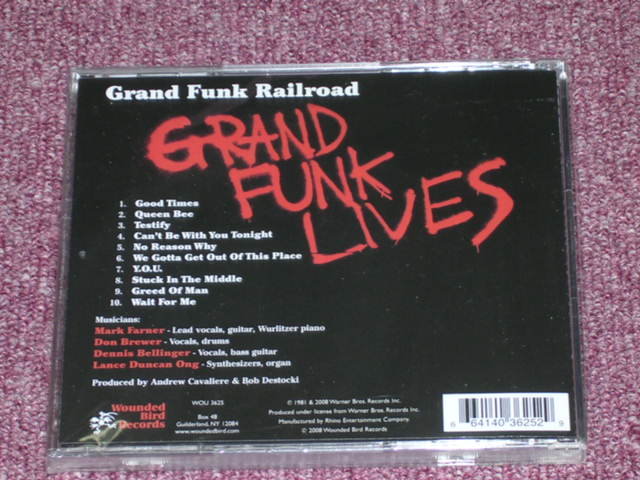 Grand Funk Railroad
GRAND
FUNK
LIVES
1. Good Times
2. Queen Bee
3. Testify
4. Can't Be With You Tonight
5. No Reason Why
6. We Gotta Get Out Of This Place
7. Y.O.U.
8. Stuck In The Middle
9. Greed Of Man
10. Wait For Me
Musicians:
Mark Farner - Lead vocals, guitar, Wurlitzer piano
Don Brewer - Vocals, drums
Dennis Bellinger - Vocals, bass guitar
Lance Duncan Ong - Synthesizers, organ
Produced by Andrew Cavaliere & Bob Destocki
Wounded
Bird
Records
WOU 3625
Box 48
Guilderland, NY 12084
www.woundedbird.com
© 1981 & 2008 Warner Bros. Records Inc.
Produced under license from Warner Bros. Records Inc.
Manufactured by Rhino Entertainment Company.
© 2008 Wounded Bird Records
6 64140 36252 9